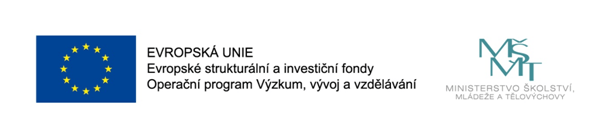 EVROPSKÁ UNIE
Evropské strukturální a investiční fondy
Operační program Výzkum, vývoj a vzdělávání
MŠMT
MINISTERSTVO ŠKOLSTVÍ,
MLÁDEŽE A TĚLOVÝCHOVY